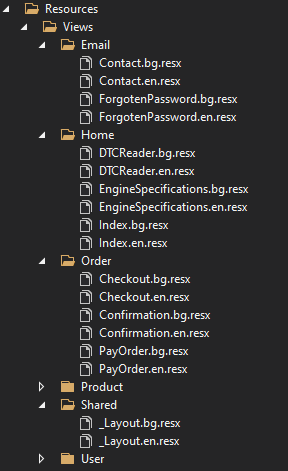 Resources
Views
Email
Contact.bg.resx
Contact.en.resx
ForgotenPassword.bg.resx
ForgotenPassword.en.resx
Home
DTCReader.bg.resx
DTCReader.en.resx
EngineSpecifications.bg.resx
EngineSpecifications.en.resx
Index.bg.resx
Index.en.resx
Order
Checkout.bg.resx
Checkout.en.resx
Confirmation.bg.resx
Confirmation.en.resx
PayOrder.bg.resx
PayOrder.en.resx
Product
Shared
_Layout.bg.resx
_Layout.en.resx
User